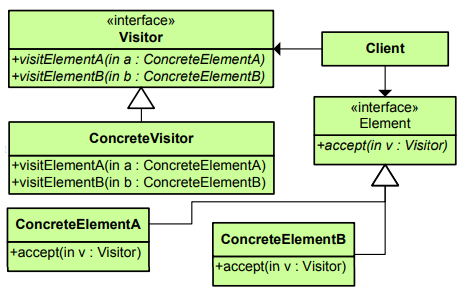 «interface»
Visitor
+visitElementA(in a : ConcreteElementA)
+visitElementB(in b : ConcreteElementB)
Client
«interface»
Element
+accept(in v : Visitor)
ConcreteVisitor
+visitElementA(in a : ConcreteElementA)
+visitElementB(in b : ConcreteElementB)
ConcreteElementA
+accept(in v : Visitor)
ConcreteElementB
+accept(in v : Visitor)